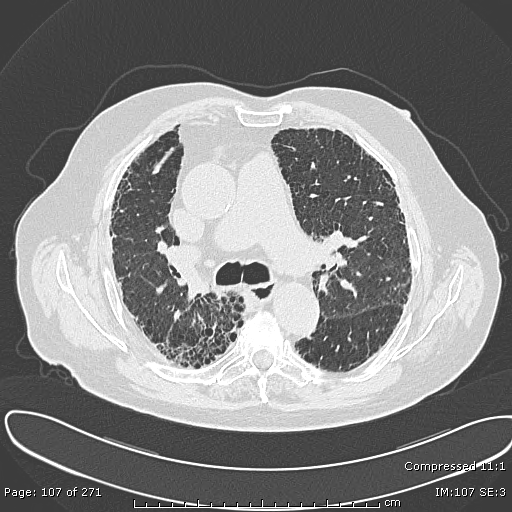 Compressed 11:1
Page: 107 of 271
cm
IM:107 SE:3